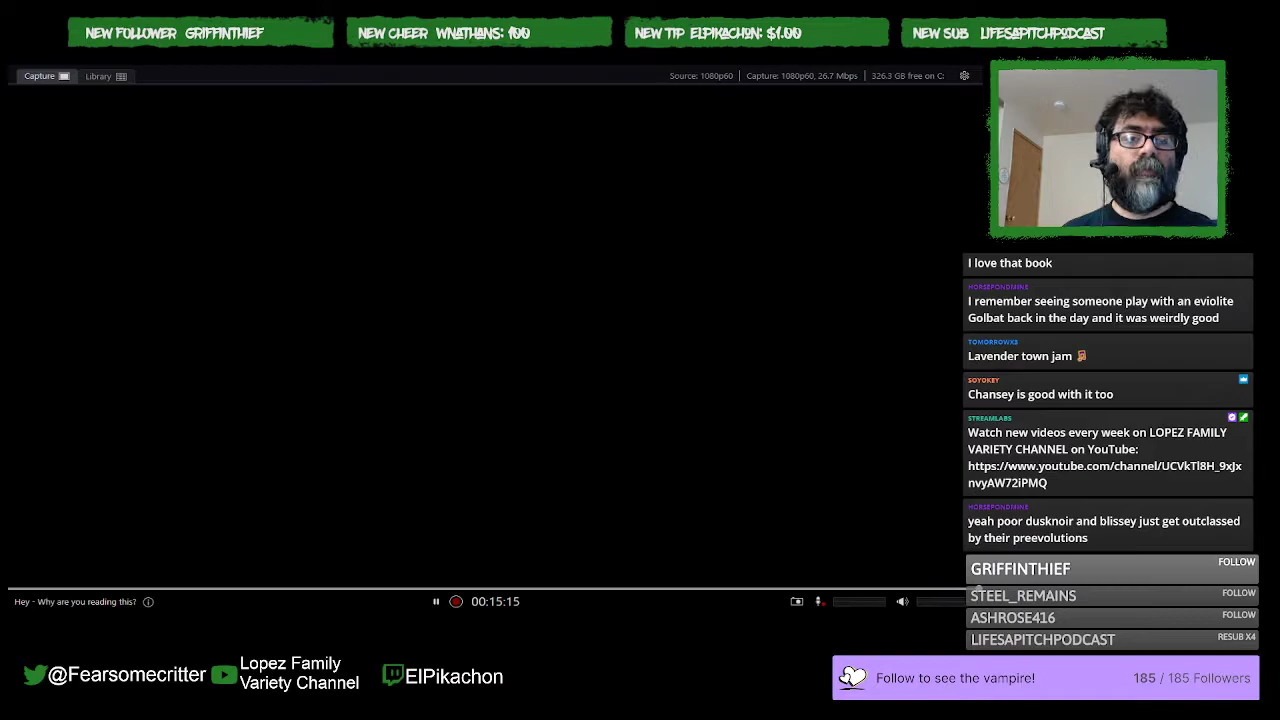 NEW FOLLOWER GRIFFINTHIEF
NEW CHEER WNATHANS: 100
NEW TIP ELPIKACHON: $1.00
NEW SUB LIFESAPITCHPODCAST
Capture
Library
Source: 1080p60
Capture: 1080p60, 26.7 Mbps
326.3 GB free on C:
I love that book
HORSEPONDMINE
I remember seeing someone play with an eviolite
Golbat back in the day and it was weirdly good
TOMORROWX3
Lavender town jam
SOYOKEY
Chansey is good with it too
STREAMLABS
Watch new videos every week on LOPEZ FAMILY
VARIETY CHANNEL on YouTube:
https://www.youtube.com/channel/UCVkTl8H_9xJx
nvyAW72iPMQ
HORSEPONDMINE
yeah poor dusknoir and blissey just get outclassed
by their preevolutions
GRIFFINTHIEF FOLLOW
STEEL_REMAINS FOLLOW
ASHROSE416 FOLLOW
LIFESAPITCHPODCAST RESUB X4
Hey - Why are you reading this?
00:15:15
@Fearsomecritter
Lopez Family
Variety Channel
ElPikachon
Follow to see the vampire!
185 / 185 Followers